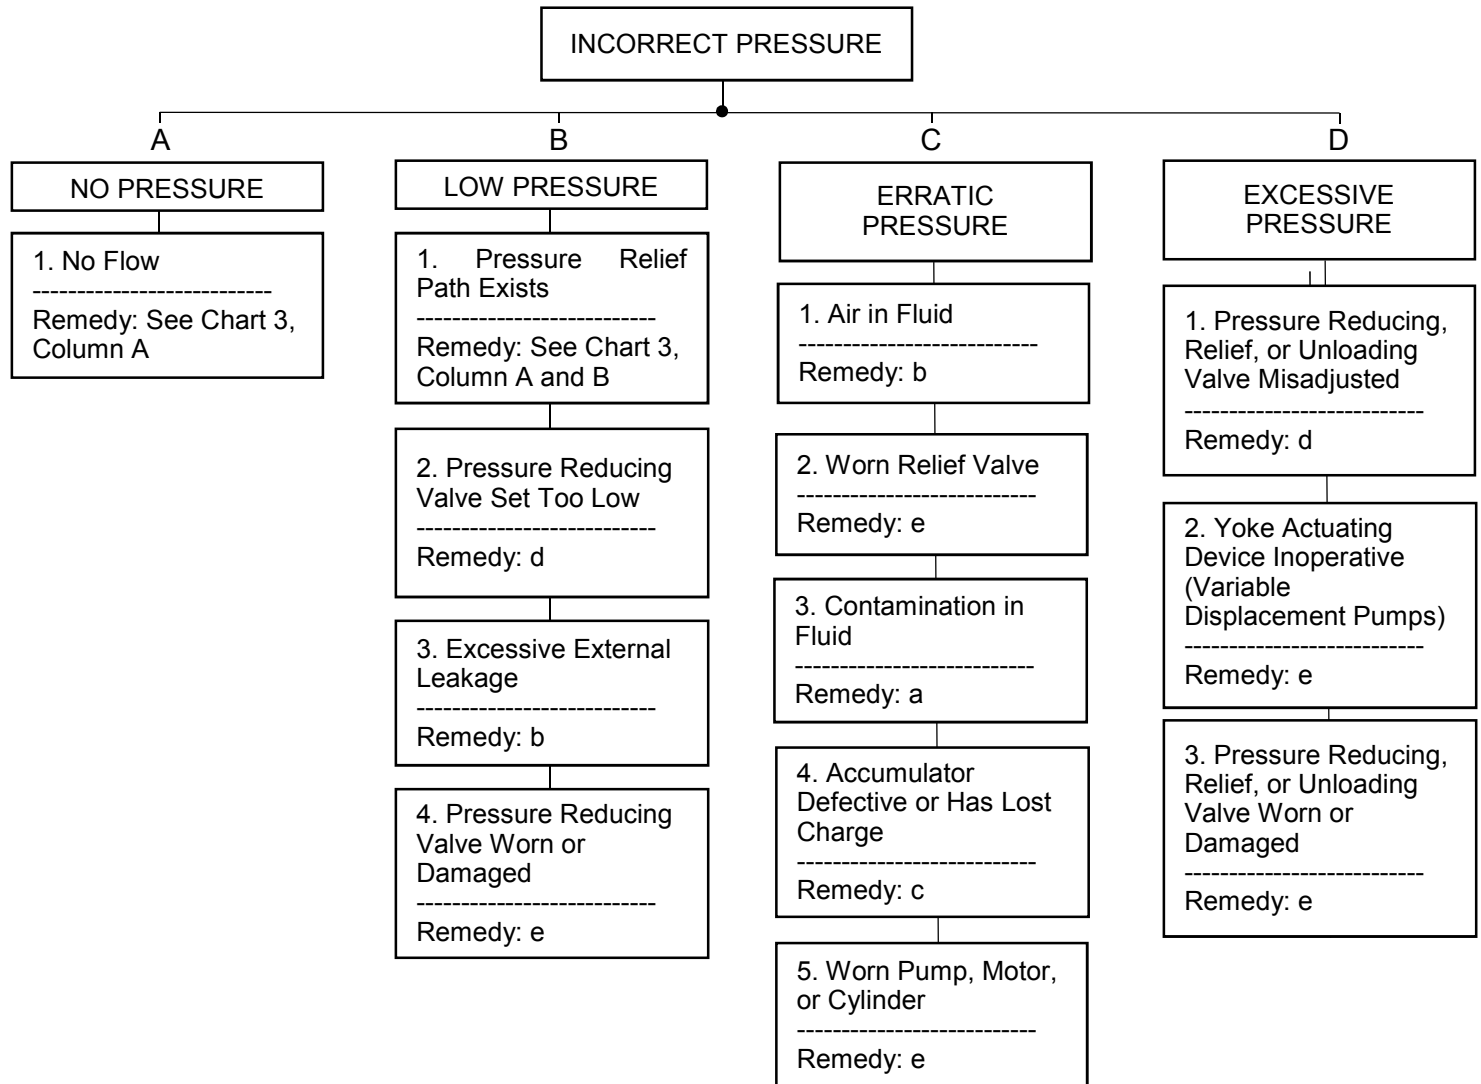 INCORRECT PRESSURE
A
NO PRESSURE
1. No Flow
---------------------------
Remedy: See Chart 3,
Column A
B
LOW PRESSURE
1. Pressure Relief
Path Exists
---------------------------
Remedy: See Chart 3,
Column A and B
2. Pressure Reducing
Valve Set Too Low
---------------------------
Remedy: d
3. Excessive External
Leakage
---------------------------
Remedy: b
4. Pressure Reducing
Valve Worn or
Damaged
---------------------------
Remedy: e
C
ERRATIC
PRESSURE
1. Air in Fluid
---------------------------
Remedy: b
2. Worn Relief Valve
---------------------------
Remedy: e
3. Contamination in
Fluid
---------------------------
Remedy: a
4. Accumulator
Defective or Has Lost
Charge
---------------------------
Remedy: c
5. Worn Pump, Motor,
or Cylinder
---------------------------
Remedy: e
D
EXCESSIVE
PRESSURE
1. Pressure Reducing,
Relief, or Unloading
Valve Misadjusted
---------------------------
Remedy: d
2. Yoke Actuating
Device Inoperative
(Variable
Displacement Pumps)
---------------------------
Remedy: e
3. Pressure Reducing,
Relief, or Unloading
Valve Worn or
Damaged
---------------------------
Remedy: e